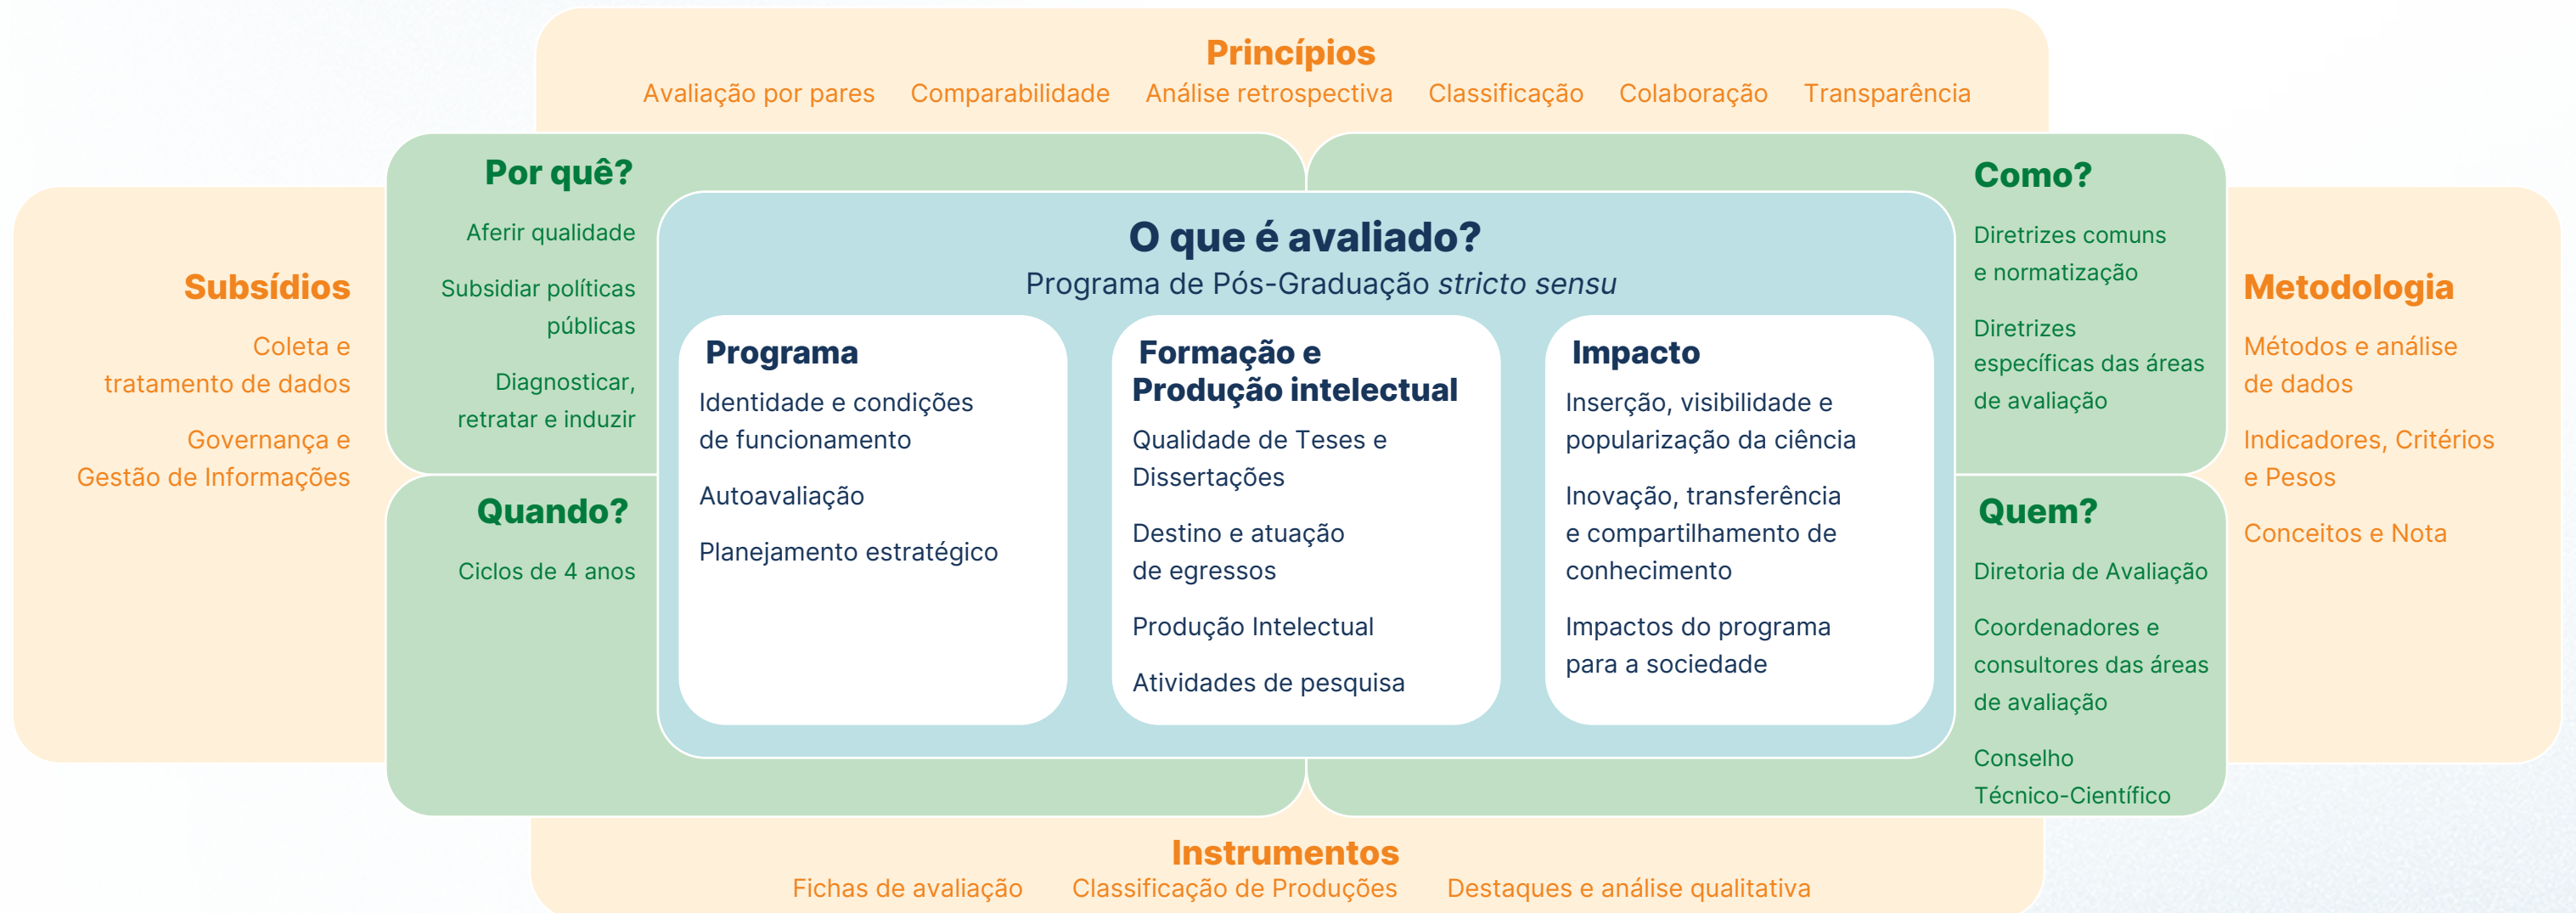 Princípios
Avaliação por pares Comparabilidade Análise retrospectiva Classificação Colaboração Transparência
Subsídios
Coleta e
tratamento de dados
Governança e
Gestão de Informações
Por quê?
Aferir qualidade
Subsidiar políticas
públicas
Diagnosticar,
retratar e induzir
Quando?
Ciclos de 4 anos
O que é avaliado?
Programa de Pós-Graduação stricto sensu
Programa
Identidade e condições
de funcionamento
Autoavaliação
Planejamento estratégico
Formação e
Produção intelectual
Qualidade de Teses e
Dissertações
Destino e atuação
de egressos
Produção Intelectual
Atividades de pesquisa
Impacto
Inserção, visibilidade e
popularização da ciência
Inovação, transferência
e compartilhamento de
conhecimento
Impactos do programa
para a sociedade
Como?
Diretrizes comuns
e normatização
Diretrizes
específicas das áreas
de avaliação
Quem?
Diretoria de Avaliação
Coordenadores e
consultores das áreas
de avaliação
Conselho
Técnico-Científico
Metodologia
Métodos e análise
de dados
Indicadores, Critérios
e Pesos
Conceitos e Nota
Instrumentos
Fichas de avaliação Classificação de Produções Destaques e análise qualitativa